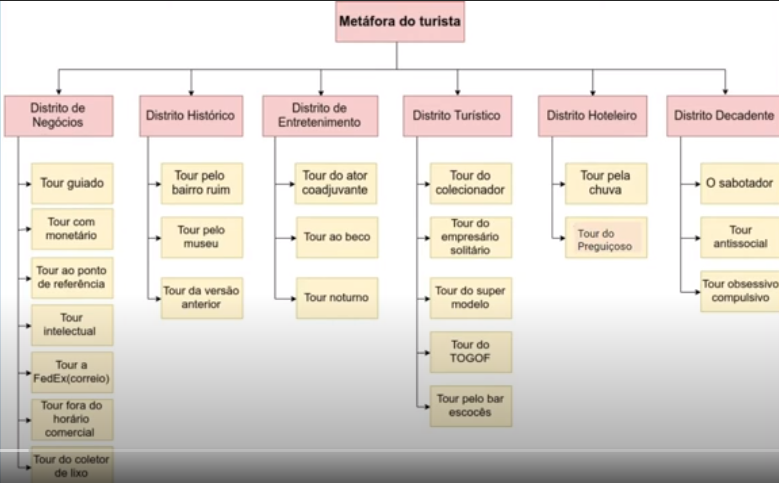 Metáfora do turista
Distrito de
Negócios
Distrito Histórico
Distrito de
Entretenimento
Distrito Turístico
Distrito Hoteleiro
Distrito Decadente
Tour guiado
Tour com
monetário
Tour ao ponto
de referência
Tour
intelectual
Tour a
FedEx(correio)
Tour fora do
horário
comercial
Tour do coletor
de lixo
Tour pelo
bairro ruim
Tour pelo
museu
Tour da versão
anterior
Tour do ator
coadjuvante
Tour ao beco
Tour noturno
Tour do
colecionador
Tour do
empresário
solitário
Tour do super
modelo
Tour do
TOGOF
Tour pelo bar
escocês
Tour pela
chuva
Tour do
Preguiçoso
O sabotador
Tour
antissocial
Tour obsessivo
compulsivo